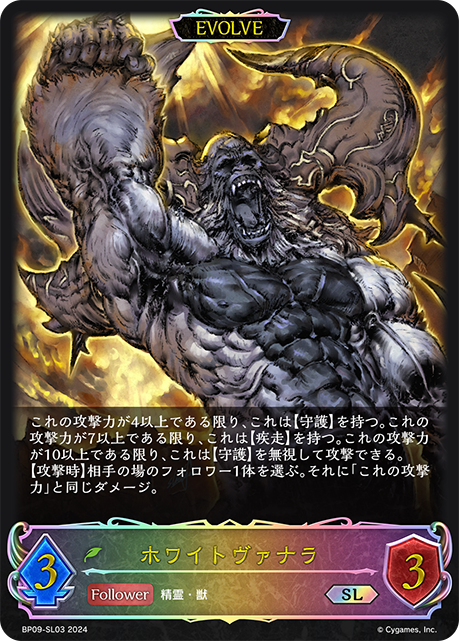 EVOLVE
これの攻撃力が4以上である限り、これは【守護】を持つ。これの
攻撃力が7以上である限り、これは【疾走】を持つ。これの攻撃力
が10以上である限り、これは【守護】を無視して攻撃できる。
【攻撃時】相手の場のフォロワー1体を選ぶ。それに「これの攻撃
力」と同じダメージ。
ホワイトヴァナラ
3
3
Follower 精霊・獣
SL
BP09-SL03 2024
© Cygames, Inc.